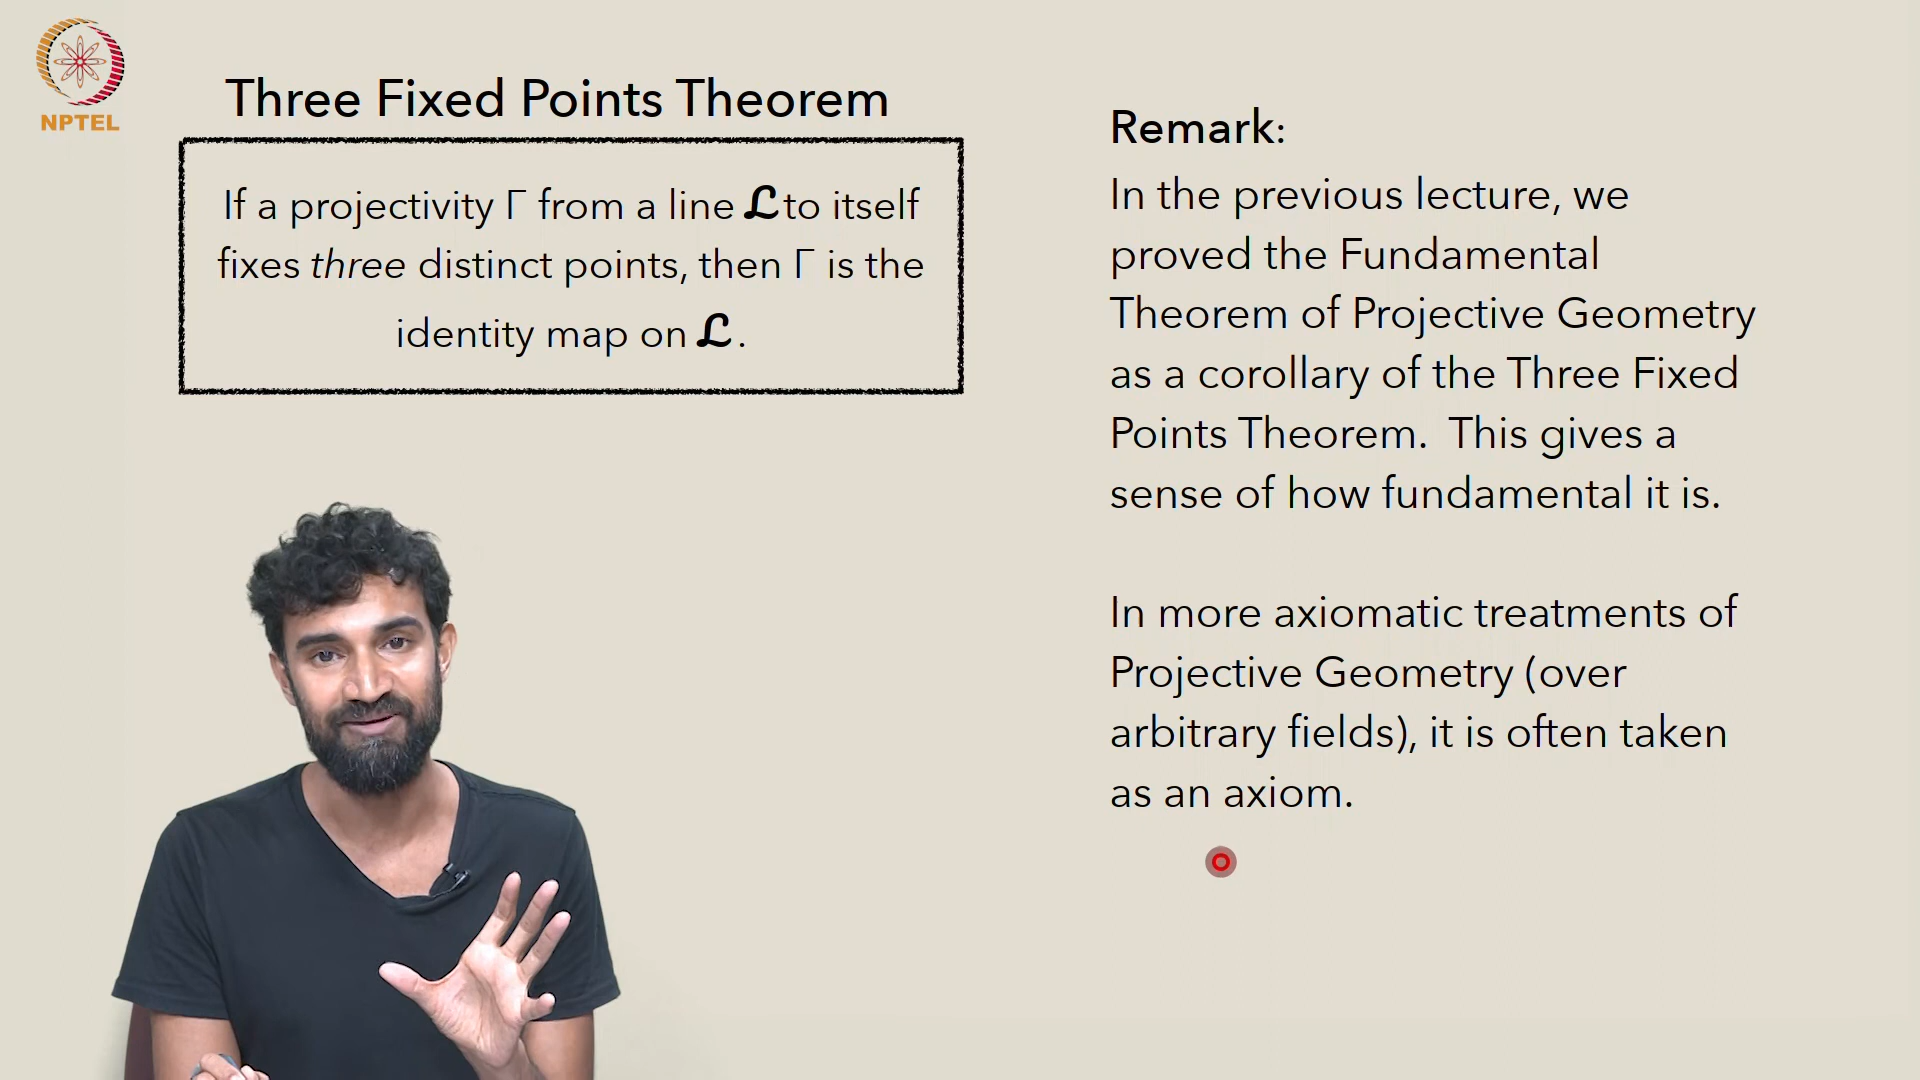 NPTEL
Three Fixed Points Theorem
If a projectivity Γ from a line ℒ to itself
fixes three distinct points, then Γ is the
identity map on ℒ.
Remark:
In the previous lecture, we
proved the Fundamental
Theorem of Projective Geometry
as a corollary of the Three Fixed
Points Theorem. This gives a
sense of how fundamental it is.
In more axiomatic treatments of
Projective Geometry (over
arbitrary fields), it is often taken
as an axiom.